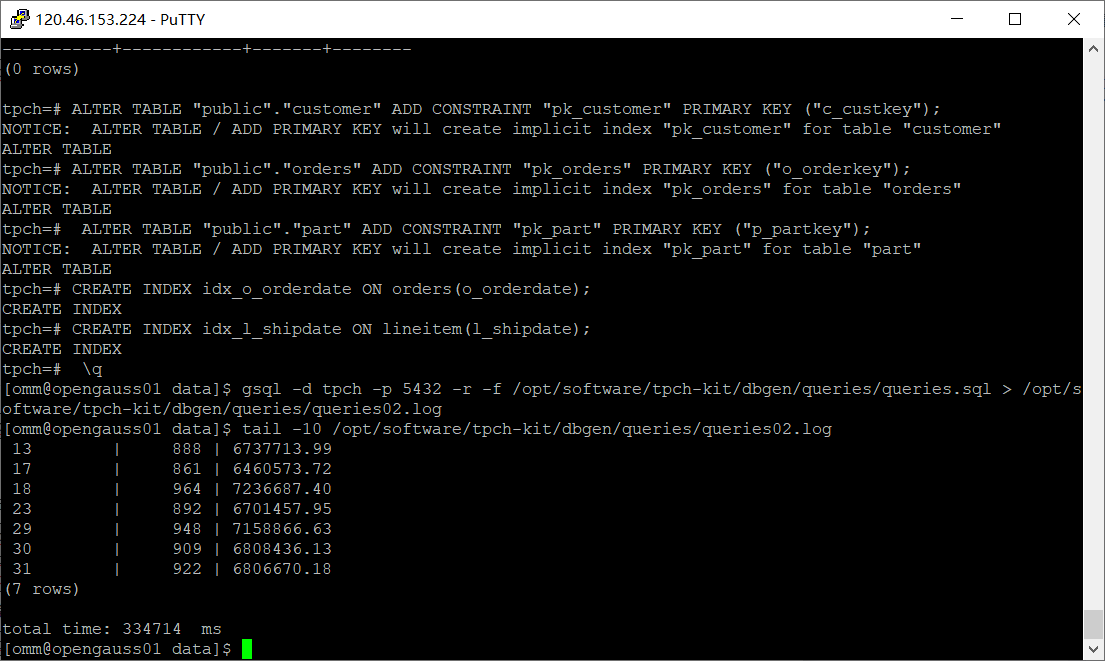 120.46.153.224 - PuTTY
-----------+------------+-------+--------
(0 rows)
tpch=# ALTER TABLE "public"."customer" ADD CONSTRAINT "pk_customer" PRIMARY KEY ("c_custkey");
NOTICE:  ALTER TABLE / ADD PRIMARY KEY will create implicit index "pk_customer" for table "customer"
ALTER TABLE
tpch=# ALTER TABLE "public"."orders" ADD CONSTRAINT "pk_orders" PRIMARY KEY ("o_orderkey");
NOTICE:  ALTER TABLE / ADD PRIMARY KEY will create implicit index "pk_orders" for table "orders"
ALTER TABLE
tpch=#  ALTER TABLE "public"."part" ADD CONSTRAINT "pk_part" PRIMARY KEY ("p_partkey");
NOTICE:  ALTER TABLE / ADD PRIMARY KEY will create implicit index "pk_part" for table "part"
ALTER TABLE
tpch=# CREATE INDEX idx_o_orderdate ON orders(o_orderdate);
CREATE INDEX
tpch=# CREATE INDEX idx_l_shipdate ON lineitem(l_shipdate);
CREATE INDEX
tpch=#  \q
[omm@opengauss01 data]$ gsql -d tpch -p 5432 -r -f /opt/software/tpch-kit/dbgen/queries/queries.sql > /opt/s
oftware/tpch-kit/dbgen/queries/queries02.log
[omm@opengauss01 data]$ tail -10 /opt/software/tpch-kit/dbgen/queries/queries02.log
 13        |     888 | 6737713.99
 17        |     861 | 6460573.72
 18        |     964 | 7236687.40
 23        |     892 | 6701457.95
 29        |     948 | 7158866.63
 30        |     909 | 6808436.13
 31        |     922 | 6806670.18
(7 rows)
total time: 334714  ms
[omm@opengauss01 data]$